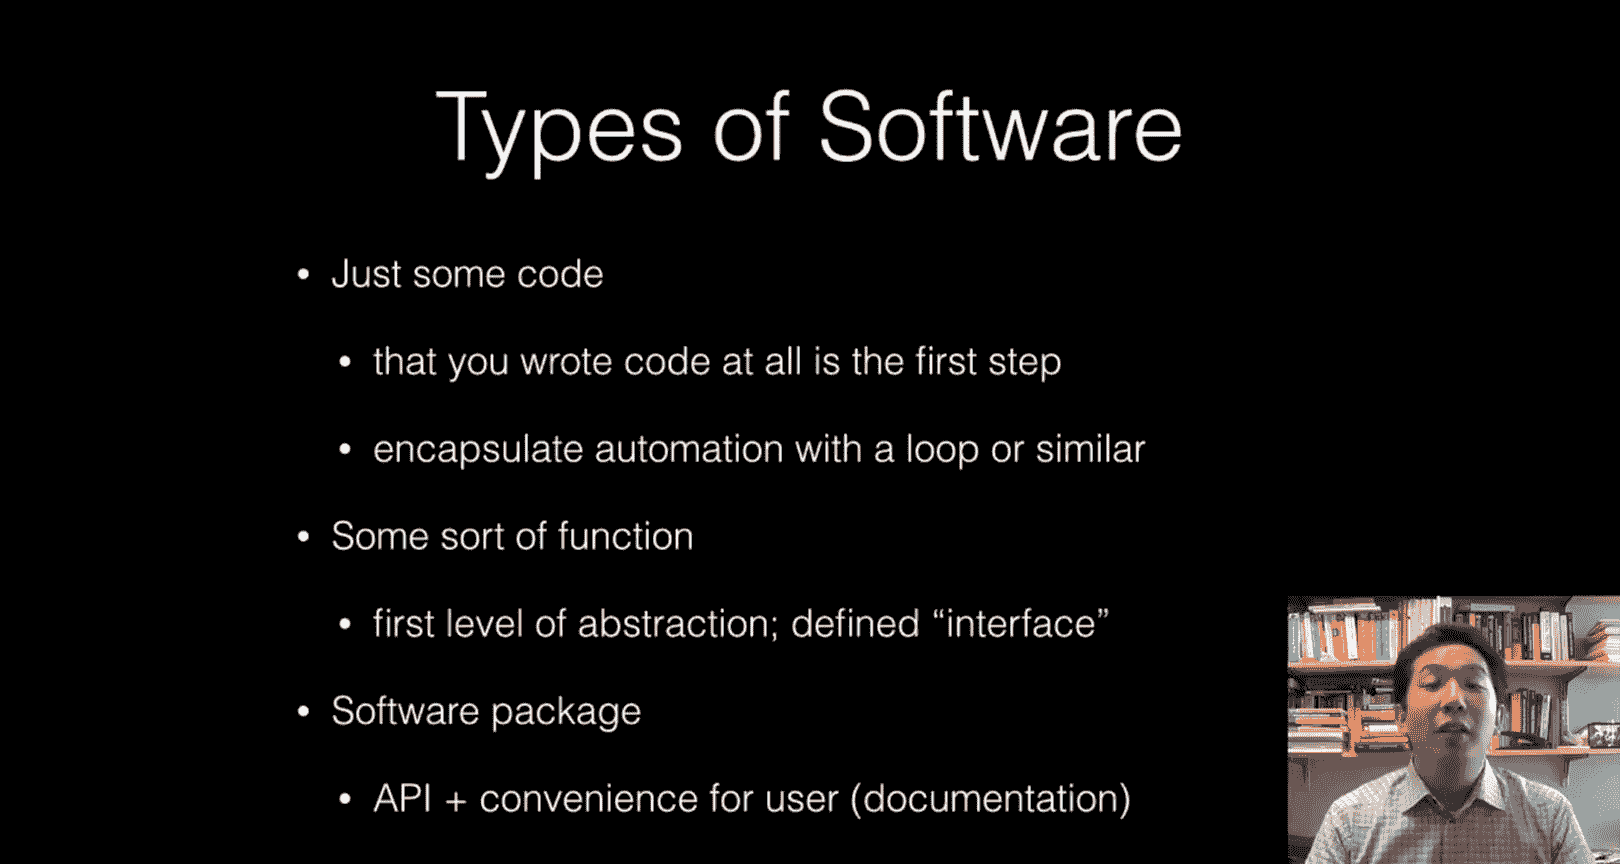 Types of Software
• Just some code
• that you wrote code at all is the first step
• encapsulate automation with a loop or similar
• Some sort of function
• first level of abstraction; defined “interface”
• Software package
• API + convenience for user (documentation)